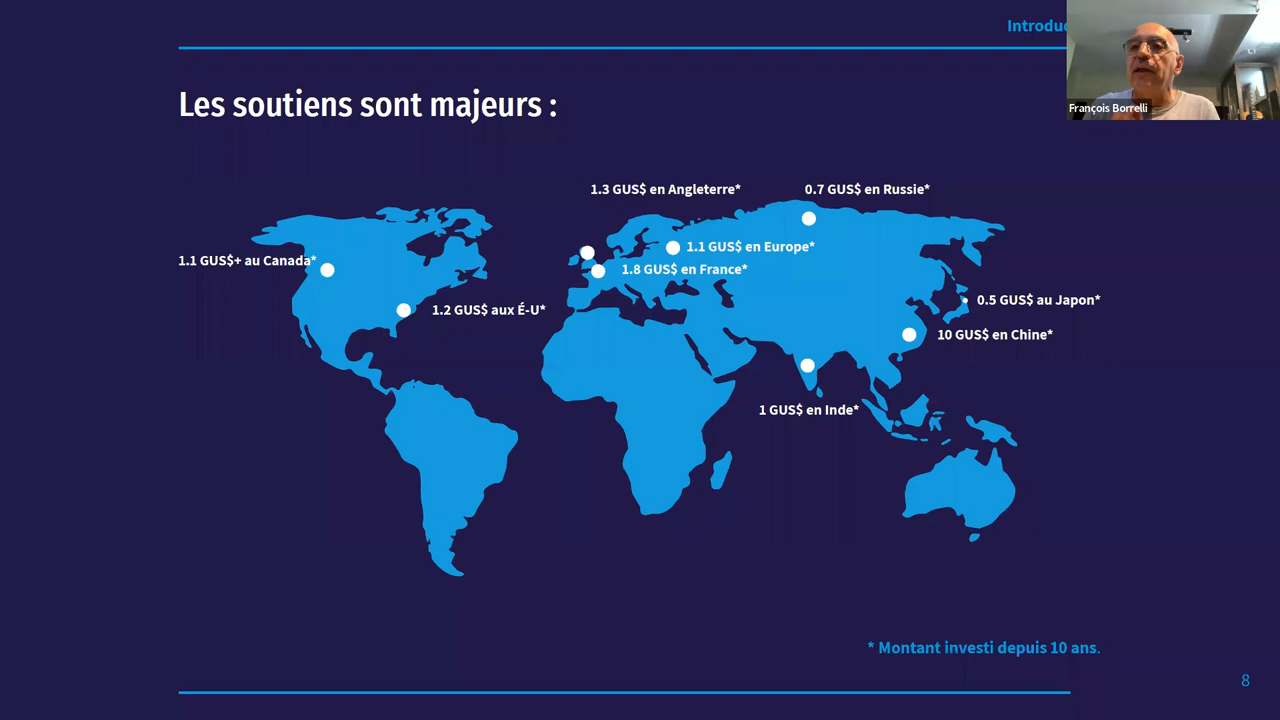 Introduc
François Borrelli
Les soutiens sont majeurs :
1.3 GUS$ en Angleterre*
0.7 GUS$ en Russie*
1.1 GUS$ en Europe*
1.1 GUS$+ au Canada*
1.8 GUS$ en France*
0.5 GUS$ au Japon*
1.2 GUS$ aux É-U*
10 GUS$ en Chine*
1 GUS$ en Inde*
* Montant investi depuis 10 ans.
8